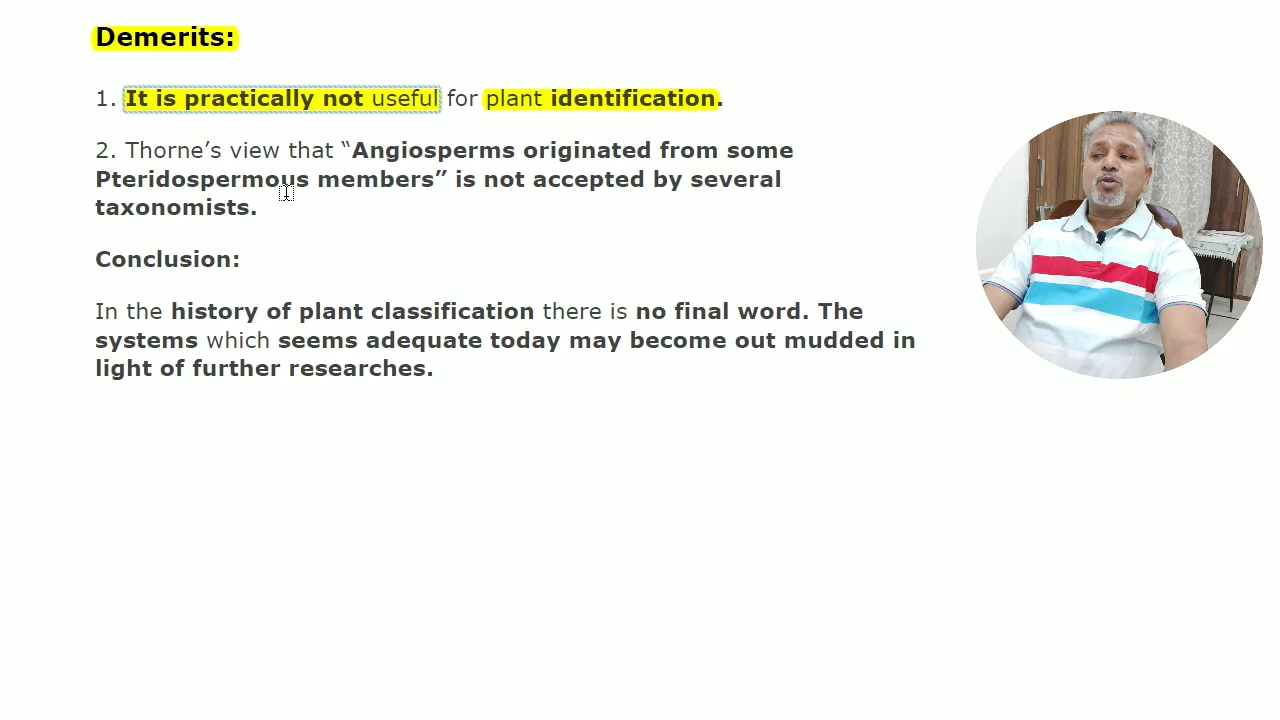 Demerits:
1. It is practically not useful for plant identification.
2. Thorne’s view that “Angiosperms originated from some
Pteridospermous members” is not accepted by several
taxonomists.
Conclusion:
In the history of plant classification there is no final word. The
systems which seems adequate today may become out mudded in
light of further researches.